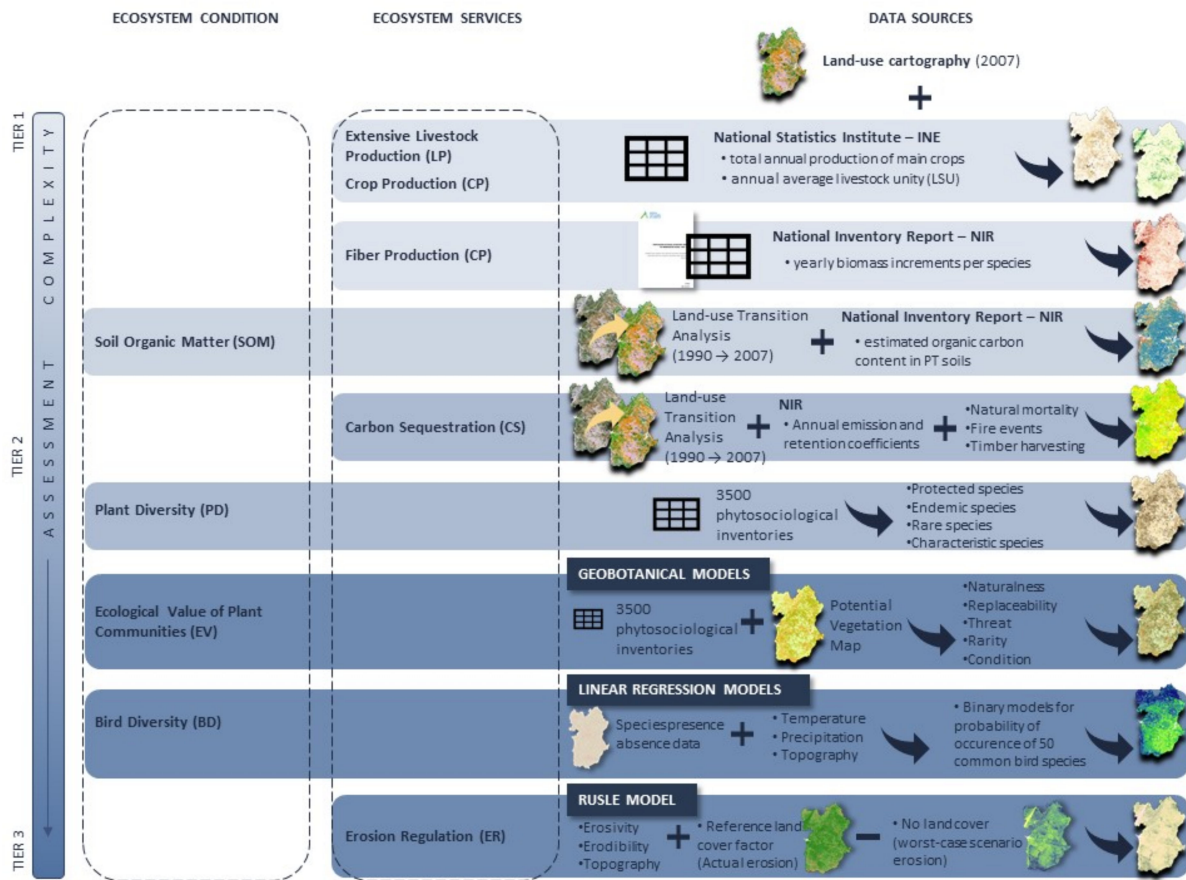 ECOSYSTEM CONDITION
ECOSYSTEM SERVICES
DATA SOURCES
Land-use cartography (2007)
TIER 1
ASSESSMENT COMPLEXITY
Extensive Livestock
Production (LP)
Crop Production (CP)
National Statistics Institute – INE
• total annual production of main crops
• annual average livestock unity (LSU)
Fiber Production (CP)
National Inventory Report – NIR
• yearly biomass increments per species
Soil Organic Matter (SOM)
Land-use Transition
Analysis
(1990 → 2007)
National Inventory Report – NIR
• estimated organic carbon
content in PT soils
TIER 2
Carbon Sequestration (CS)
Land-use
Transition
Analysis
(1990 → 2007)
NIR
• Annual emission and
retention coefficients
•Natural mortality
•Fire events
•Timber harvesting
Plant Diversity (PD)
3500
phytosociological
inventories
•Protected species
•Endemic species
•Rare species
•Characteristic species
GEOBOTANICAL MODELS
Ecological Value of Plant
Communities (EV)
3500
phytosociological
inventories
Potential
Vegetation
Map
•Naturalness
•Replaceability
•Threat
•Rarity
•Condition
LINEAR REGRESSION MODELS
Bird Diversity (BD)
Speciespresence
absence data
• Temperature
• Precipitation
• Topography
• Binary models for
probability of
occurence of 50
common bird species
TIER 3
RUSLE MODEL
Erosion Regulation (ER)
•Erosivity
•Erodibility
•Topography
• Reference land
cover factor
(Actual erosion)
• No land cover
(worst-case scenario
erosion)